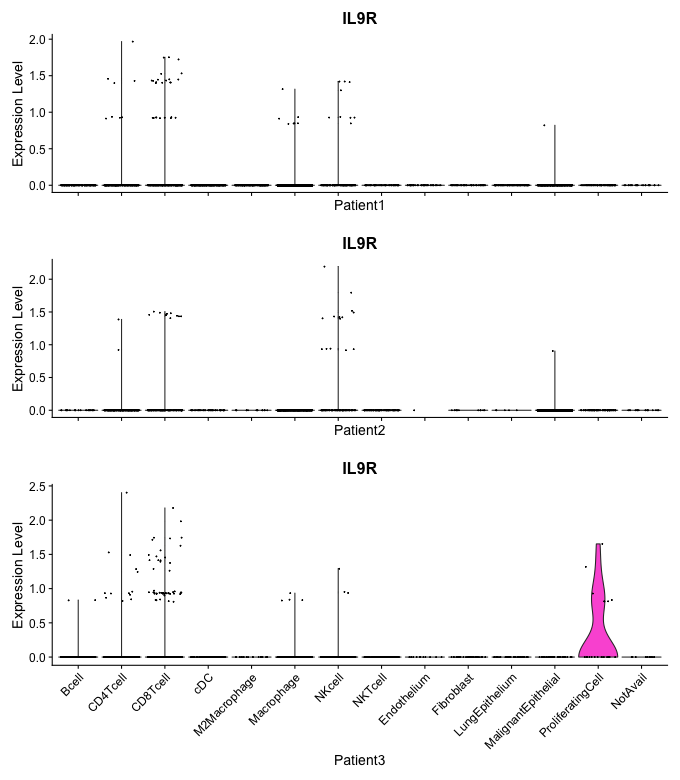 IL9R
Expression Level
2.0
1.5
1.0
0.5
0.0
Patient1
IL9R
Expression Level
2.0
1.5
1.0
0.5
0.0
Patient2
IL9R
Expression Level
2.5
2.0
1.5
1.0
0.5
0.0
Bcell
CD4Tcell
CD8Tcell
cDC
M2Macrophage
Macrophage
NKcell
NKTcell
Endothelium
Fibroblast
LungEpithelium
MalignantEpithelial
ProliferatingCell
NotAvail
Patient3